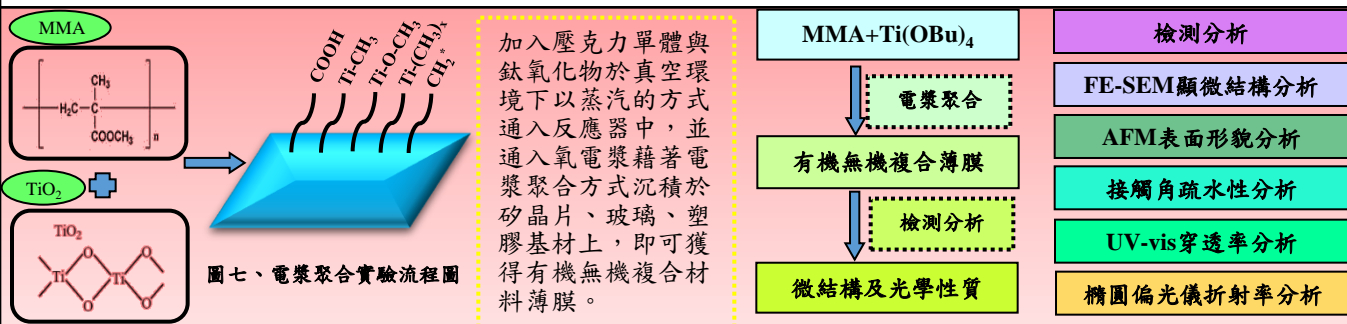 MMA
CH₃
H₂C—C
COOCH₃
n
TiO₂
TiO₂
O
O
Ti
Ti
O
O
COOH
Ti-CH₃
Ti-O-CH₃
Ti-(CH₃)ₓ
CH₂*
圖七、電漿聚合實驗流程圖
加入壓克力單體與
鈦氧化物於真空環
境下以蒸汽的方式
通入反應器中，並
通入氧電漿藉著電
漿聚合方式沉積於
矽晶片、玻璃、塑
膠基材上，即可獲
得有機無機複合材
料薄膜。
MMA+Ti(OBu)₄
電漿聚合
有機無機複合薄膜
檢測分析
微結構及光學性質
檢測分析
FE-SEM顯微結構分析
AFM表面形貌分析
接觸角疏水性分析
UV-vis穿透率分析
橢圓偏光儀折射率分析